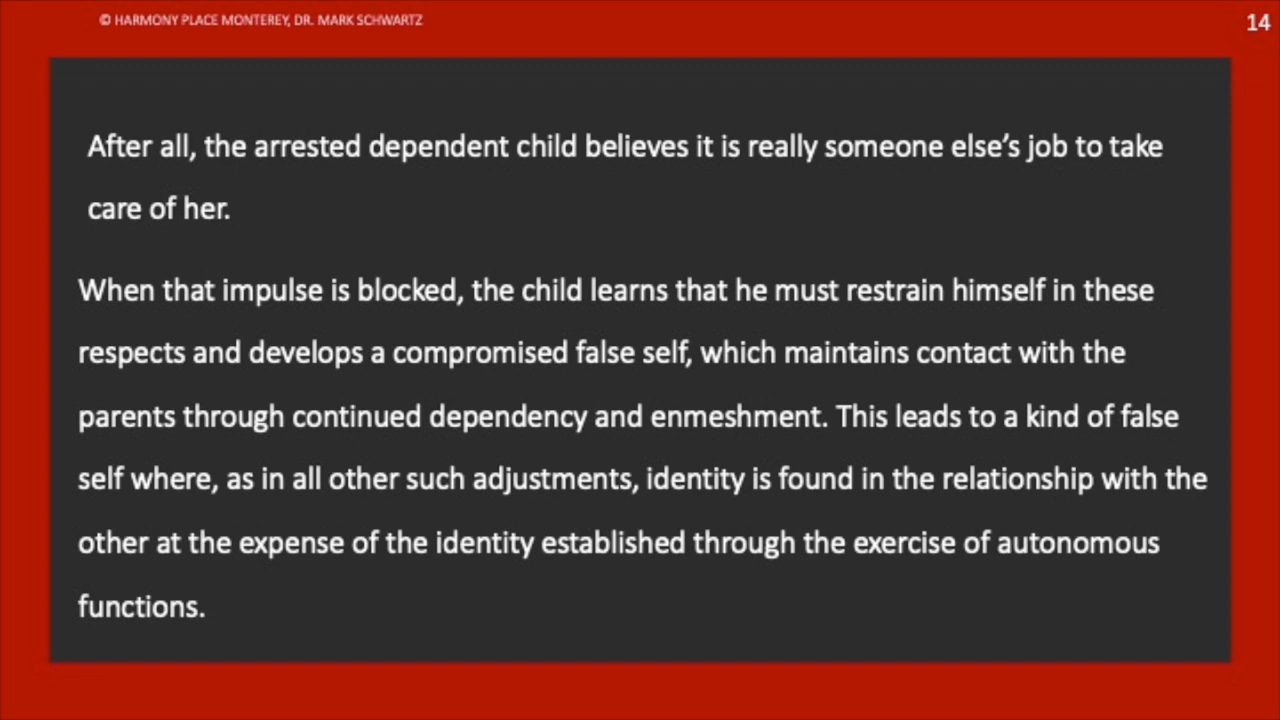 © HARMONY PLACE MONTEREY, DR. MARK SCHWARTZ
14
After all, the arrested dependent child believes it is really someone else’s job to take
care of her.
When that impulse is blocked, the child learns that he must restrain himself in these
respects and develops a compromised false self, which maintains contact with the
parents through continued dependency and enmeshment. This leads to a kind of false
self where, as in all other such adjustments, identity is found in the relationship with the
other at the expense of the identity established through the exercise of autonomous
functions.